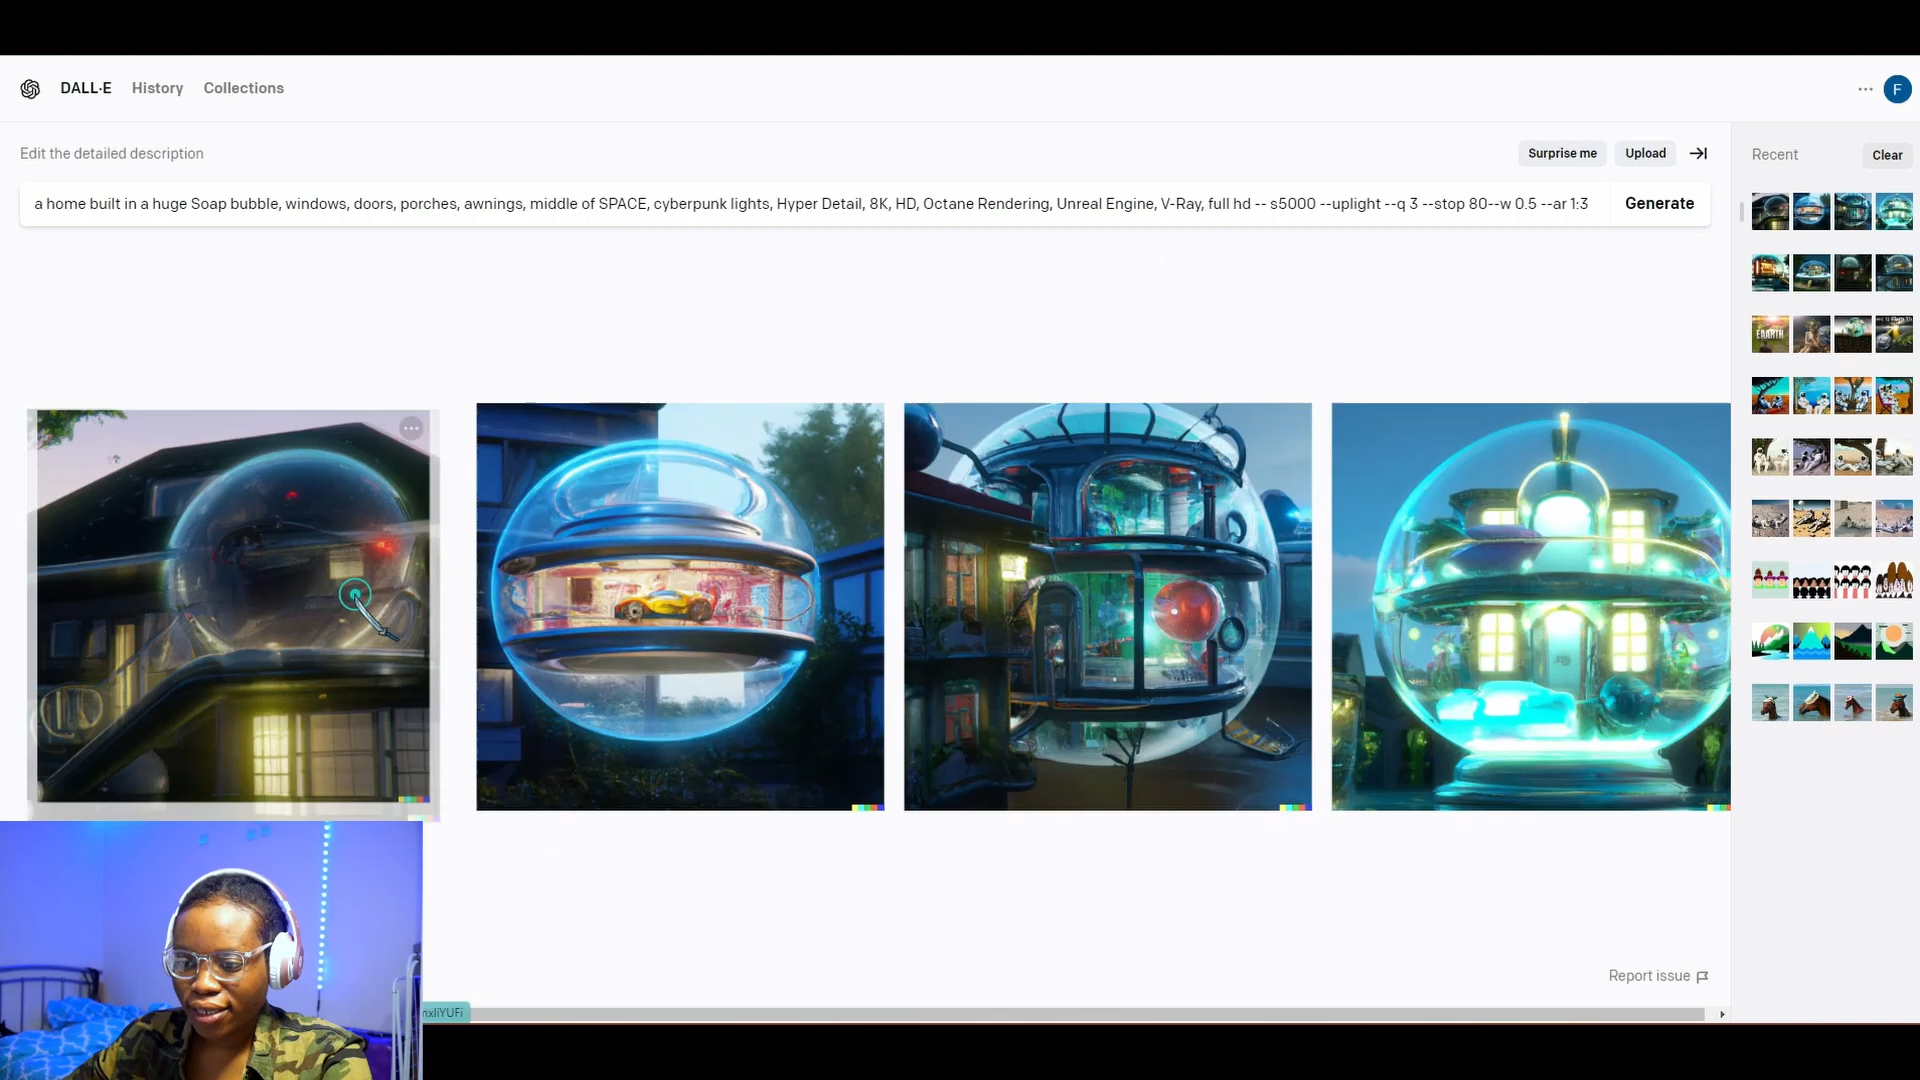 DALL·E History Collections
F
Edit the detailed description
Surprise me
Upload
Recent
Clear
a home built in a huge Soap bubble, windows, doors, porches, awnings, middle of SPACE, cyberpunk lights, Hyper Detail, 8K, HD, Octane Rendering, Unreal Engine, V-Ray, full hd -- s5000 --uplight --q 3 --stop 80--w 0.5 --ar 1:3
Generate
EAARTH
Report issue
nxliYUFi